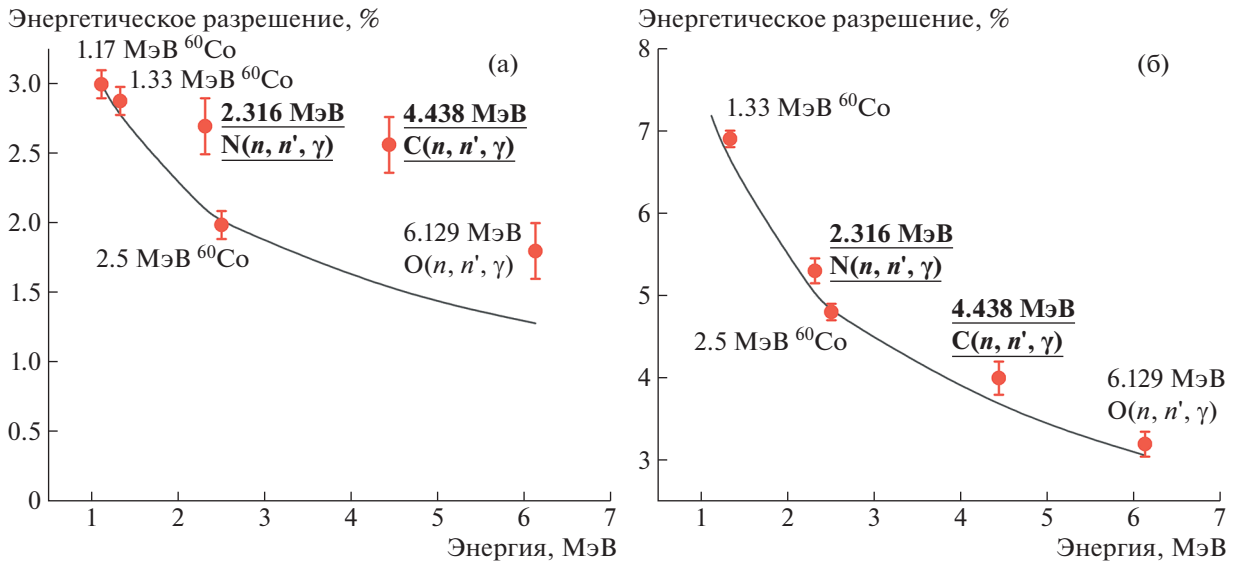 Энергетическое разрешение, %
(а)
1.17 МэВ ⁶⁰Co
1.33 МэВ ⁶⁰Co
2.316 МэВ
N(n, n', γ)
4.438 МэВ
C(n, n', γ)
2.5 МэВ ⁶⁰Co
6.129 МэВ
O(n, n', γ)
3.0
2.5
2.0
1.5
1.0
0.5
0
1 2 3 4 5 6 7
Энергия, МэВ
Энергетическое разрешение, %
(б)
1.33 МэВ ⁶⁰Co
2.316 МэВ
N(n, n', γ)
2.5 МэВ ⁶⁰Co
4.438 МэВ
C(n, n', γ)
6.129 МэВ
O(n, n', γ)
8
7
6
5
4
3
1 2 3 4 5 6 7
Энергия, МэВ